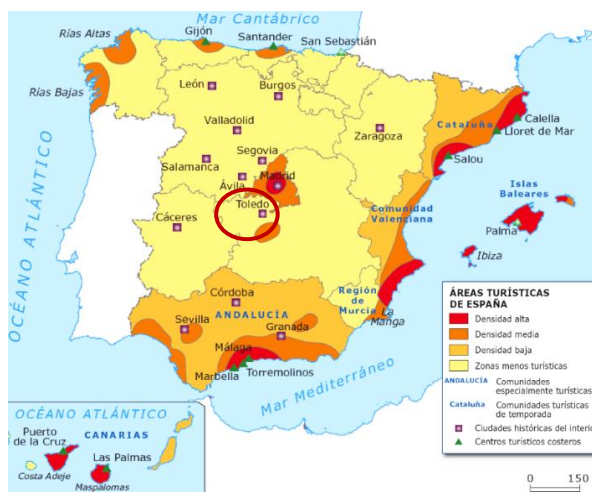 Mar Cantábrico
Rías Altas
Gijón
Santander
San Sebastián
Rías Bajas
León
Burgos
Valladolid
Zaragoza
Cataluña
Calella
Lloret de Mar
Salou
Segovia
Salamanca
Ávila
Madrid
Toledo
Cáceres
OCÉANO ATLÁNTICO
Islas
Baleares
Palma
Ibiza
Comunidad
Valenciana
Región
de
Murcia
La
Manga
Córdoba
ANDALUCÍA
Sevilla
Granada
Málaga
Marbella
Torremolinos
Mar Mediterráneo
OCÉANO ATLÁNTICO
Puerto
de la Cruz
CANARIAS
Las Palmas
Costa Adeje
Maspalomas
ÁREAS TURÍSTICAS
DE ESPAÑA
Densidad alta
Densidad media
Densidad baja
Zonas menos turísticas
ANDALUCÍA Comunidades
especialmente turísticas
Cataluña Comunidades turísticas
de temporada
Ciudades históricas del interior
Centros turísticos costeros
0 150